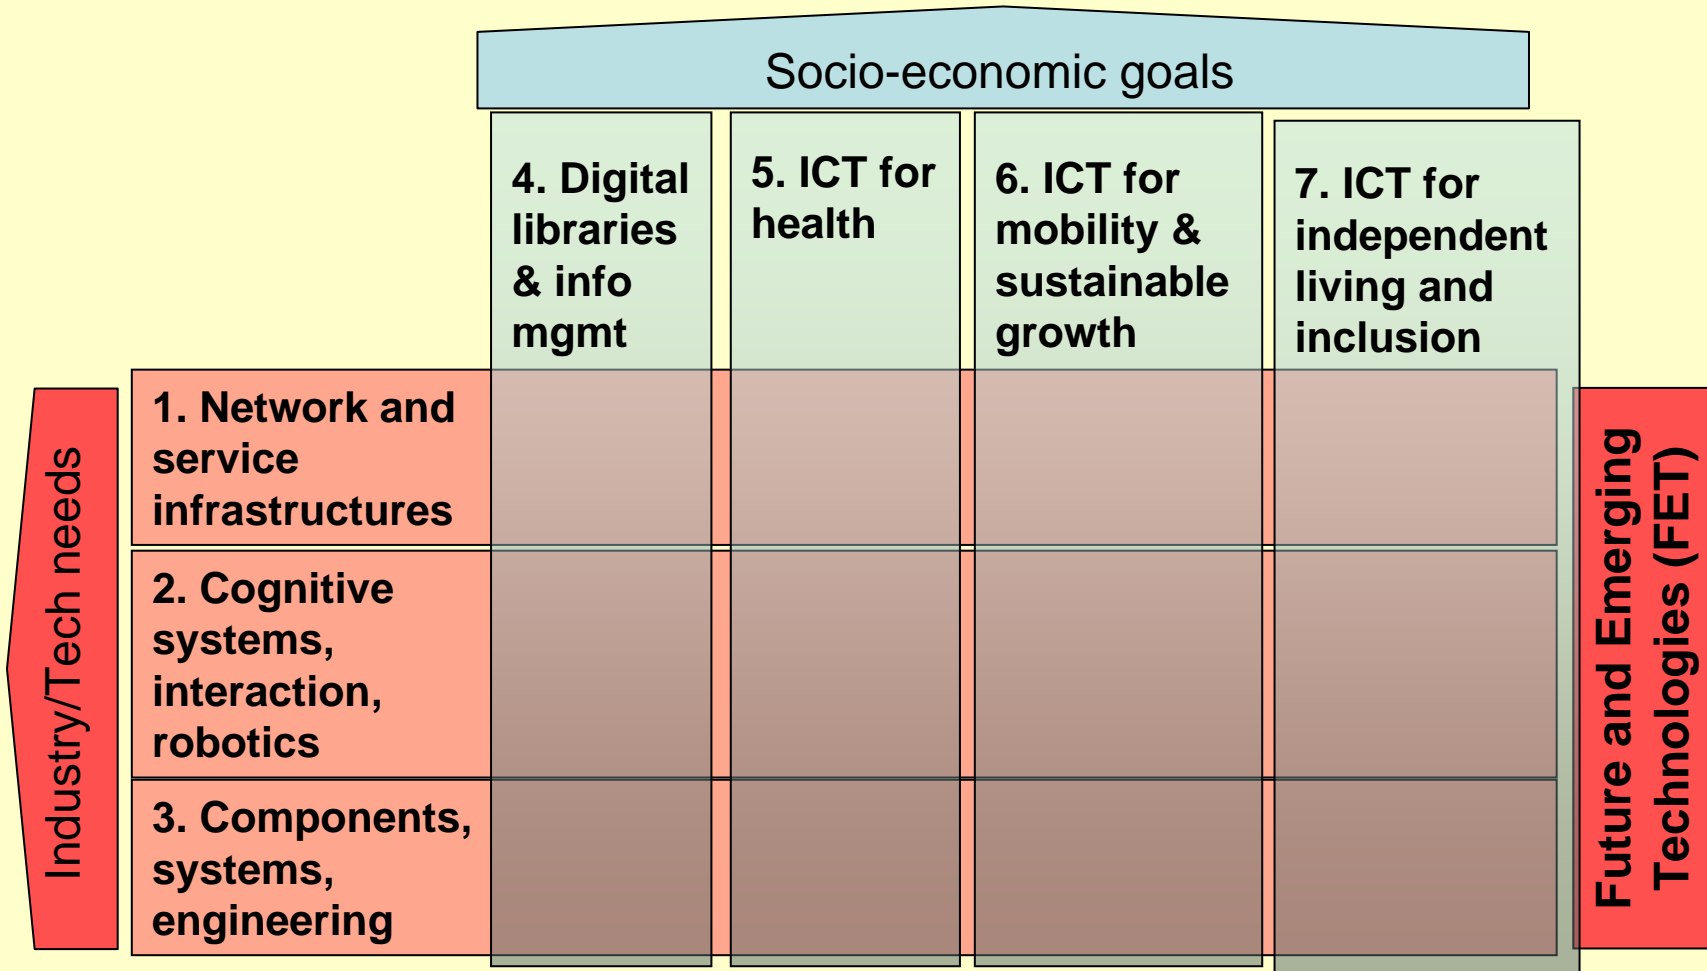 Socio-economic goals
4. Digital
libraries
& info
mgmt
5. ICT for
health
6. ICT for
mobility &
sustainable
growth
7. ICT for
independent
living and
inclusion
Industry/Tech needs
1. Network and
service
infrastructures
2. Cognitive
systems,
interaction,
robotics
3. Components,
systems,
engineering
Future and Emerging
Technologies (FET)